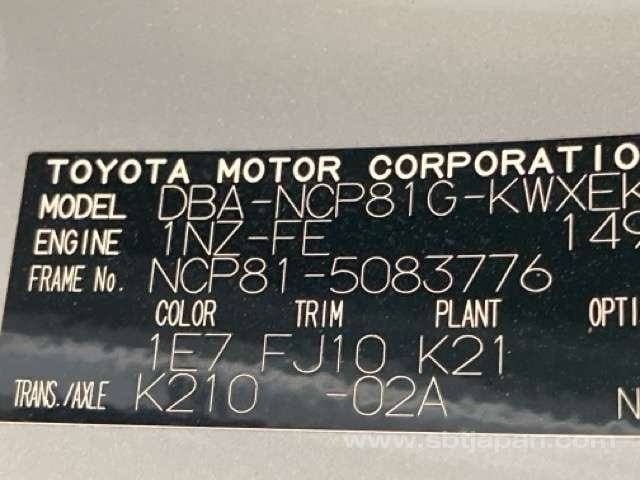 TOYOTA MOTOR CORPORATIO
MODEL DBA-NCP81G-KWXEK
ENGINE 1NZ-FE 149
FRAME No. NCP81-5083776
COLOR TRIM PLANT OPTI
1E7 FJ10 K21
TRANS./AXLE K210 -02A N
www.sbtjapan.com